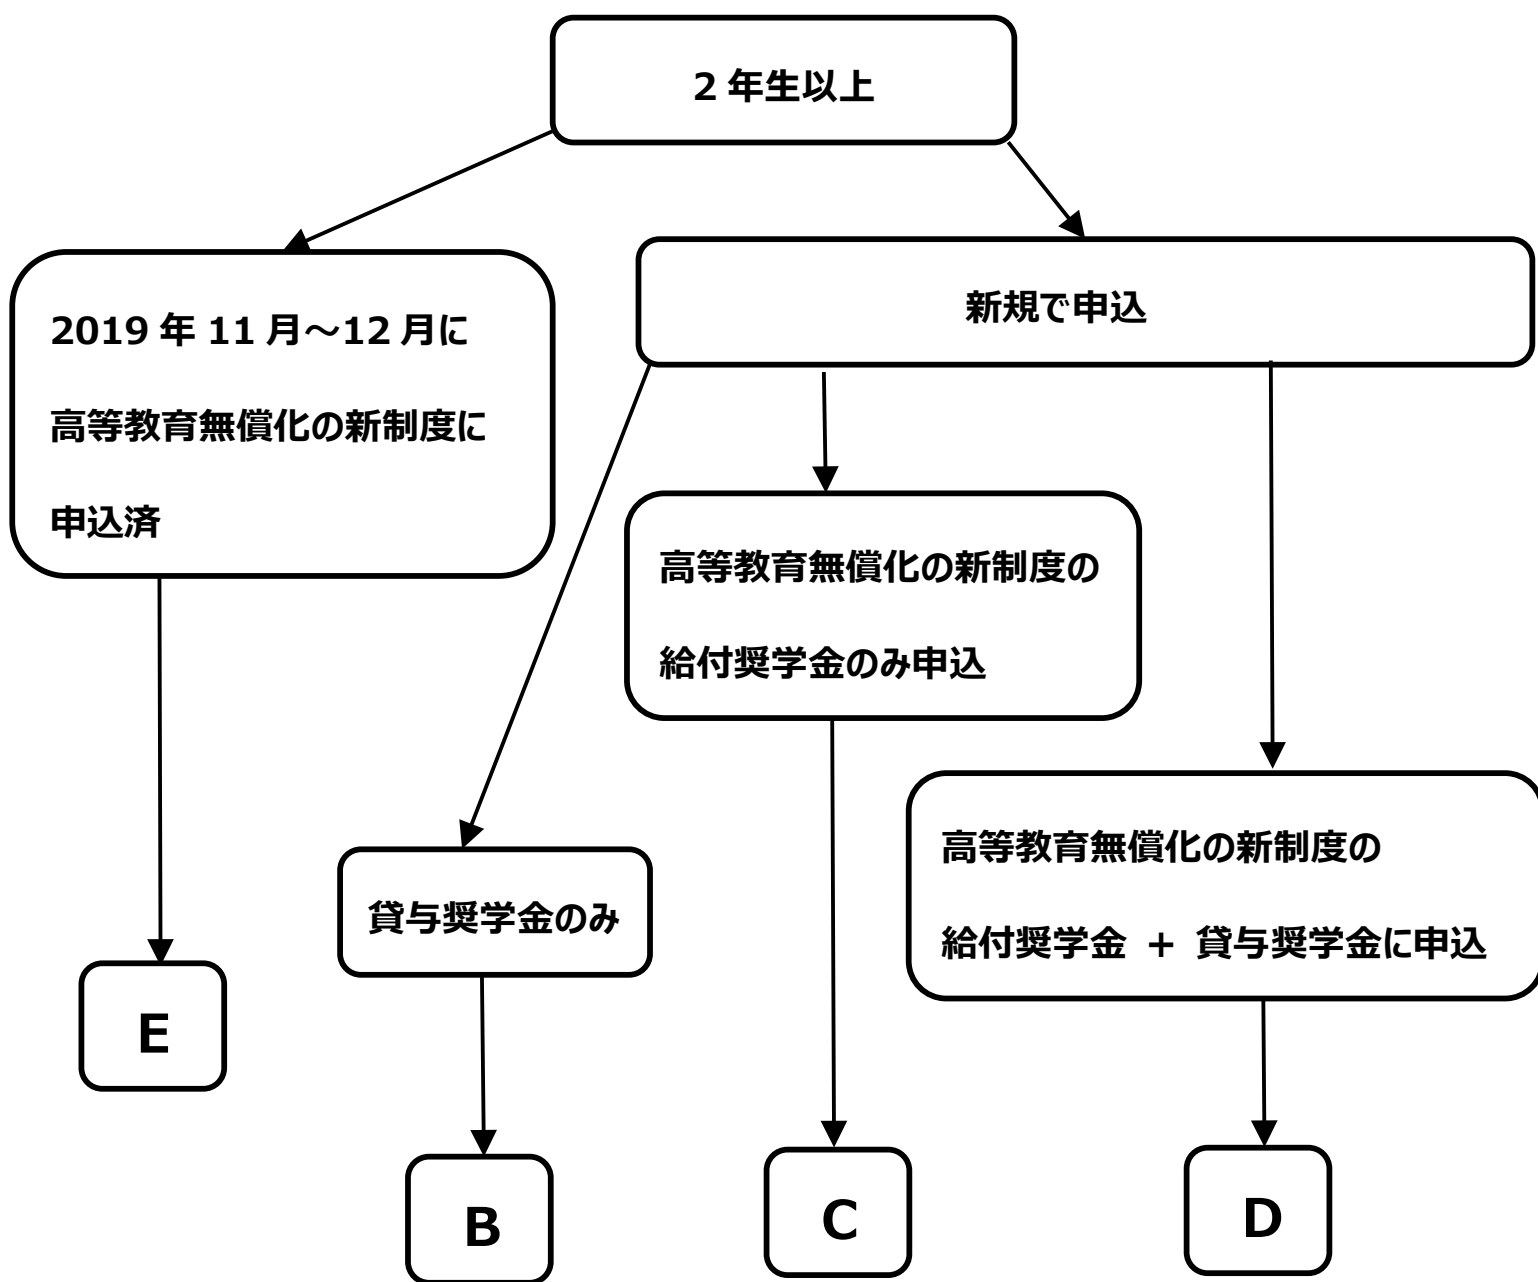 2 年生以上
2019 年 11 月～12 月に
高等教育無償化の新制度に
申込済
新規で申込
高等教育無償化の新制度の
給付奨学金のみ申込
高等教育無償化の新制度の
給付奨学金 + 貸与奨学金に申込
貸与奨学金のみ
E
B
C
D